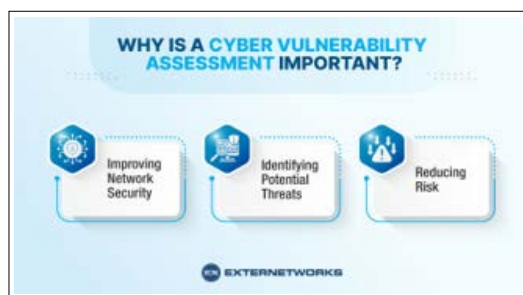 WHY IS A CYBER VULNERABILITY
ASSESSMENT IMPORTANT?
Improving
Network
Security
Identifying
Potential
Threats
Reducing
Risk
EXTERNETWORKS